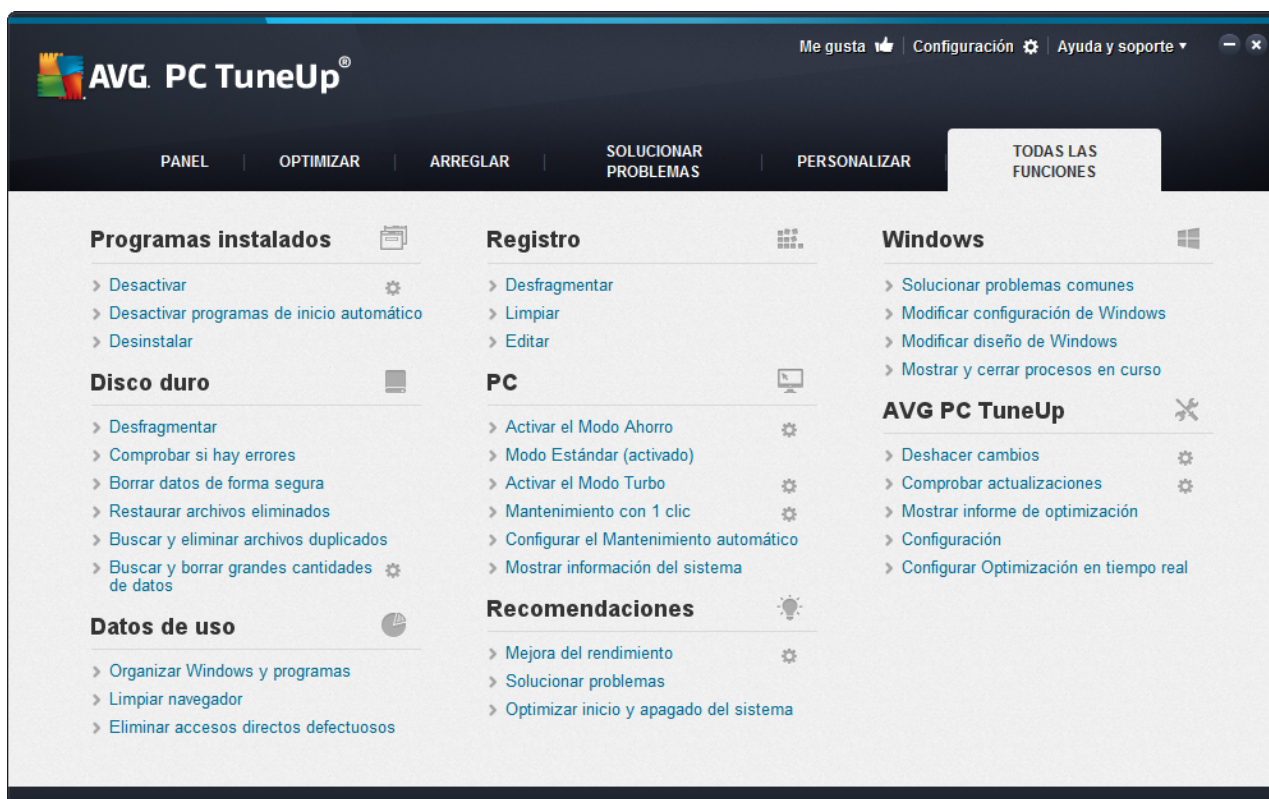 Me gusta Configuración Ayuda y soporte
AVG PC TuneUp®
PANEL OPTIMIZAR ARREGLAR SOLUCIONAR PROBLEMAS PERSONALIZAR TODAS LAS FUNCIONES
Programas instalados
Desactivar
Desactivar programas de inicio automático
Desinstalar
Disco duro
Desfragmentar
Comprobar si hay errores
Borrar datos de forma segura
Restaurar archivos eliminados
Buscar y eliminar archivos duplicados
Buscar y borrar grandes cantidades
de datos
Datos de uso
Organizar Windows y programas
Limpiar navegador
Eliminar accesos directos defectuosos
Registro
Desfragmentar
Limpiar
Editar
PC
Activar el Modo Ahorro
Modo Estándar (activado)
Activar el Modo Turbo
Mantenimiento con 1 clic
Configurar el Mantenimiento automático
Mostrar información del sistema
Recomendaciones
Mejora del rendimiento
Solucionar problemas
Optimizar inicio y apagado del sistema
Windows
Solucionar problemas comunes
Modificar configuración de Windows
Modificar diseño de Windows
Mostrar y cerrar procesos en curso
AVG PC TuneUp
Deshacer cambios
Comprobar actualizaciones
Mostrar informe de optimización
Configuración
Configurar Optimización en tiempo real